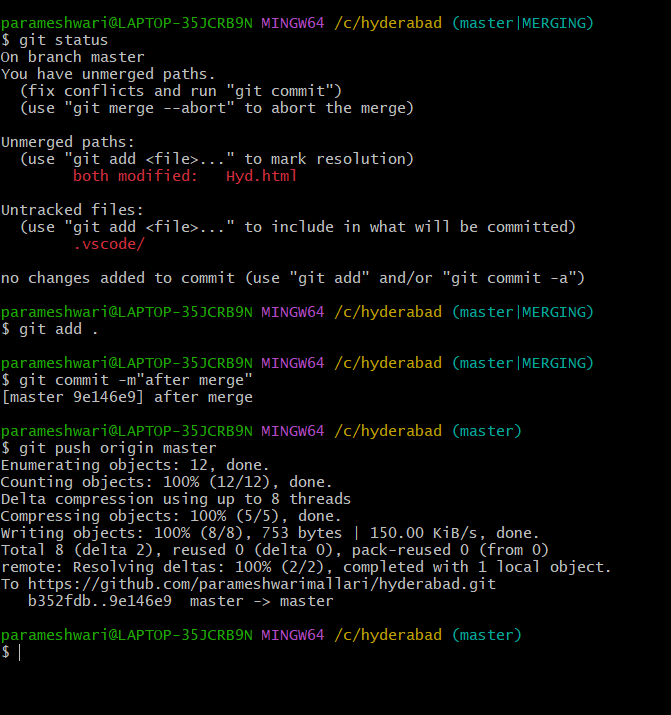 parameshwari@LAPTOP-35JCRB9N MINGW64 /c/hyderabad (master|MERGING)
$ git status
On branch master
You have unmerged paths.
  (fix conflicts and run "git commit")
  (use "git merge --abort" to abort the merge)

Unmerged paths:
  (use "git add <file>..." to mark resolution)
        both modified:   Hyd.html

Untracked files:
  (use "git add <file>..." to include in what will be committed)
        .vscode/

no changes added to commit (use "git add" and/or "git commit -a")

parameshwari@LAPTOP-35JCRB9N MINGW64 /c/hyderabad (master|MERGING)
$ git add .

parameshwari@LAPTOP-35JCRB9N MINGW64 /c/hyderabad (master|MERGING)
$ git commit -m"after merge"
[master 9e146e9] after merge

parameshwari@LAPTOP-35JCRB9N MINGW64 /c/hyderabad (master)
$ git push origin master
Enumerating objects: 12, done.
Counting objects: 100% (12/12), done.
Delta compression using up to 8 threads
Compressing objects: 100% (5/5), done.
Writing objects: 100% (8/8), 753 bytes | 150.00 KiB/s, done.
Total 8 (delta 2), reused 0 (delta 0), pack-reused 0 (from 0)
remote: Resolving deltas: 100% (2/2), completed with 1 local object.
To https://github.com/parameshwarimallari/hyderabad.git
   b352fdb..9e146e9  master -> master

parameshwari@LAPTOP-35JCRB9N MINGW64 /c/hyderabad (master)
$